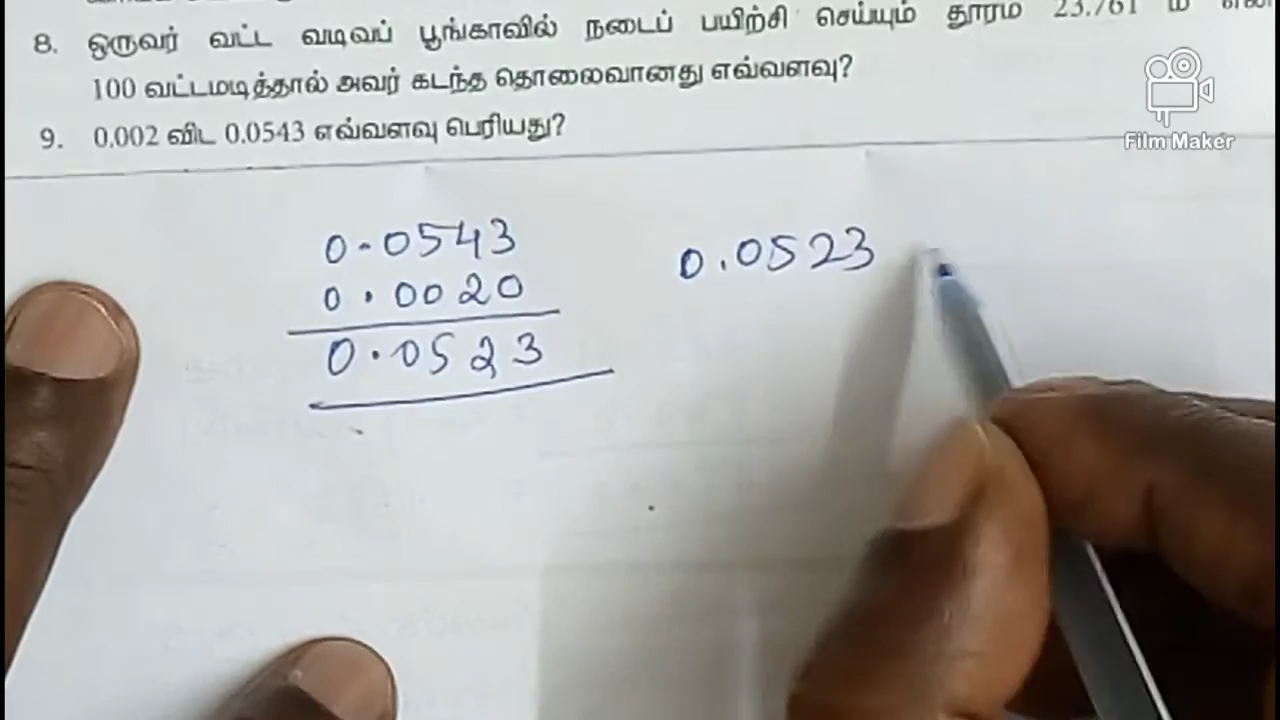 8. ஒருவர் வட்ட வடிவப் பூங்காவில் நடைப் பயிற்சி செய்யும் தூரம் 23.761 மீ
100 வட்டமடித்தால் அவர் கடந்த தொலைவானது எவ்வளவு?
Film Maker
9. 0.002 விட 0.0543 எவ்வளவு பெரியது?
0.0543
0.0020
0.0523
0.0523